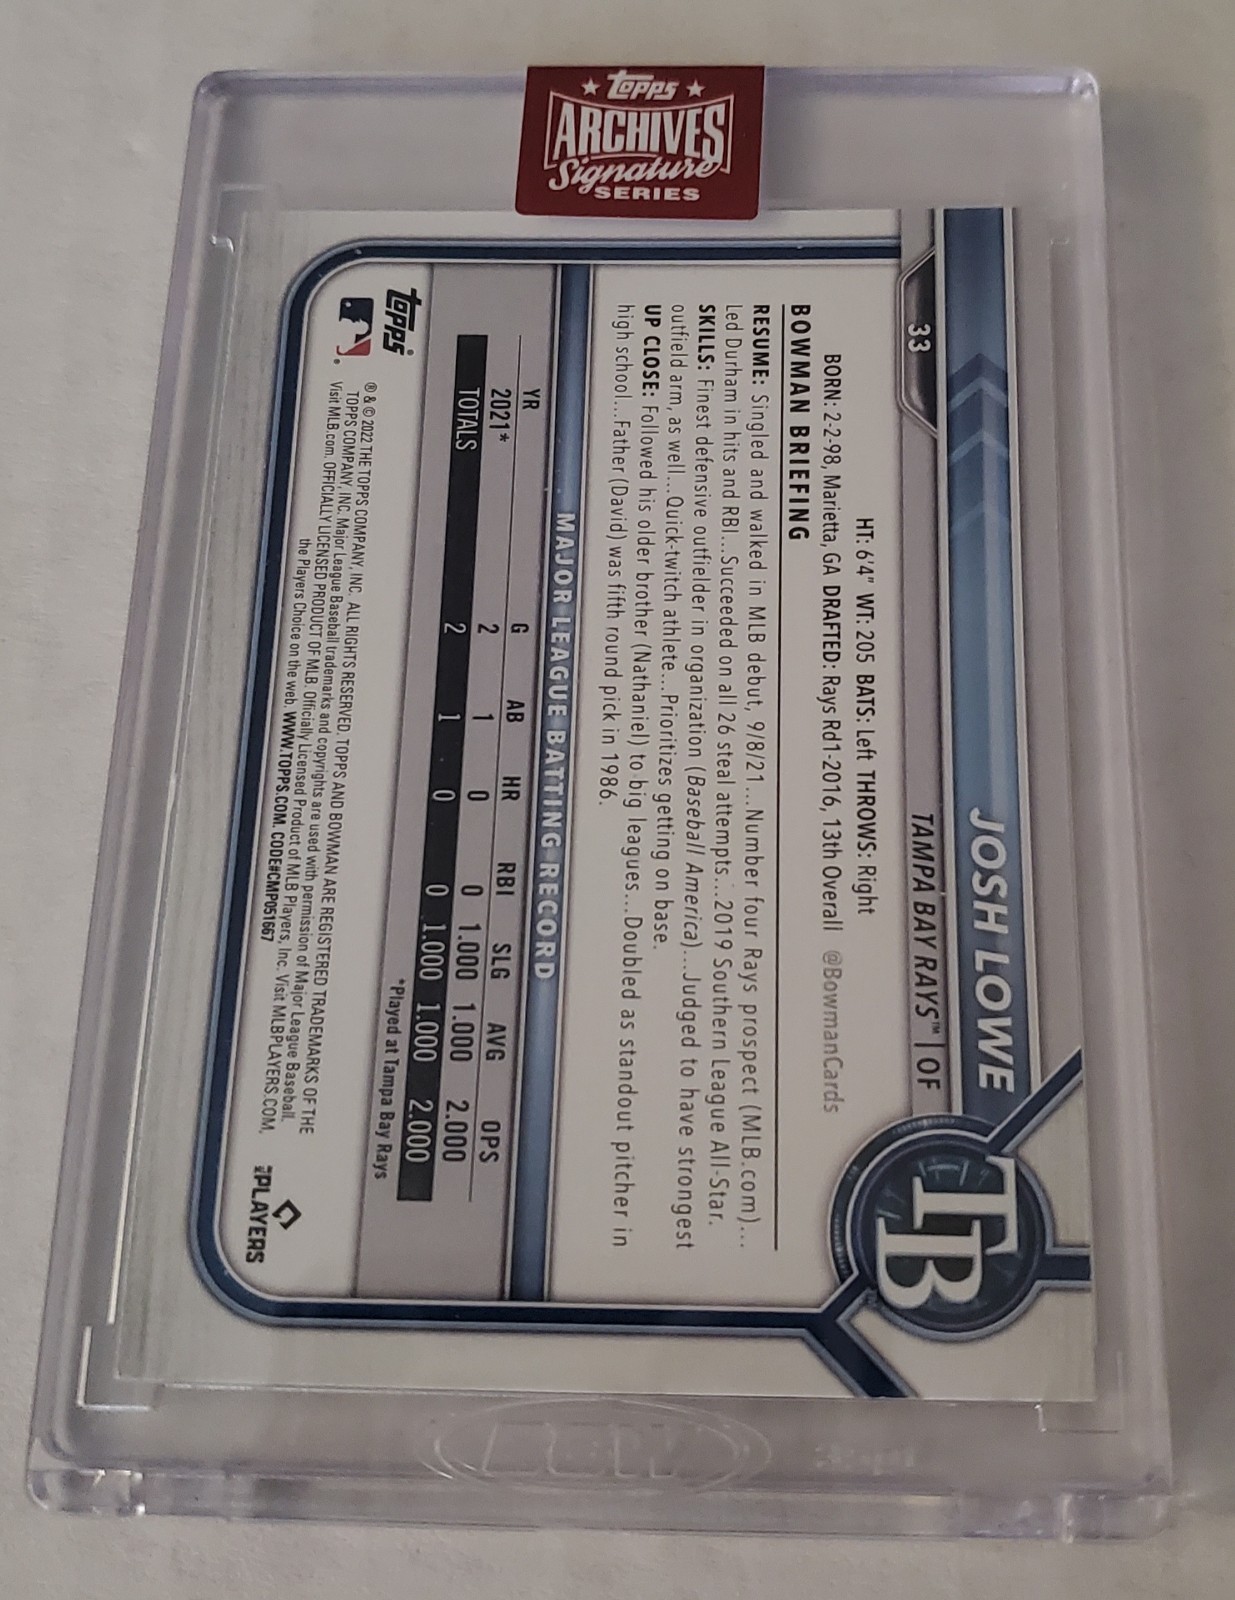 topps
ARCHIVES
Signature
SERIES
33
JOSH LOWE
TAMPA BAY RAYS™ | OF
TB
HT: 6'4" WT: 205 BATS: Left THROWS: Right
BORN: 2-2-98, Marietta, GA DRAFTED: Rays Rd1-2016, 13th Overall @BowmanCards
BOWMAN BRIEFING
RESUME: Singled and walked in MLB debut, 9/8/21...Number four Rays prospect (MLB.com)...
Led Durham in hits and RBI...Succeeded on all 26 steal attempts...2019 Southern League All-Star.
SKILLS: Finest defensive outfielder in organization (Baseball America)...Judged to have strongest
outfield arm, as well...Quick-twitch athlete...Prioritizes getting on base.
UP CLOSE: Followed his older brother (Nathaniel) to big leagues...Doubled as standout pitcher in
high school...Father (David) was fifth round pick in 1986.
MAJOR LEAGUE BATTING RECORD
YR G AB HR RBI SLG AVG OPS
2021* 2 1 0 0 1.000 1.000 2.000
TOTALS 2 1 0 0 1.000 1.000 2.000
*Played at Tampa Bay Rays
topps
® & © 2022 THE TOPPS COMPANY, INC. ALL RIGHTS RESERVED. TOPPS AND BOWMAN ARE REGISTERED TRADEMARKS OF THE
TOPPS COMPANY, INC. Major League Baseball trademarks and copyrights are used with permission of Major League Baseball.
Visit MLB.com. OFFICIALLY LICENSED PRODUCT OF MLB. Officially Licensed Product of MLB Players, Inc. Visit MLBPLAYERS.COM,
the Players Choice on the web. WWW.TOPPS.COM. CODE#CMP051667
MLB PLAYERS